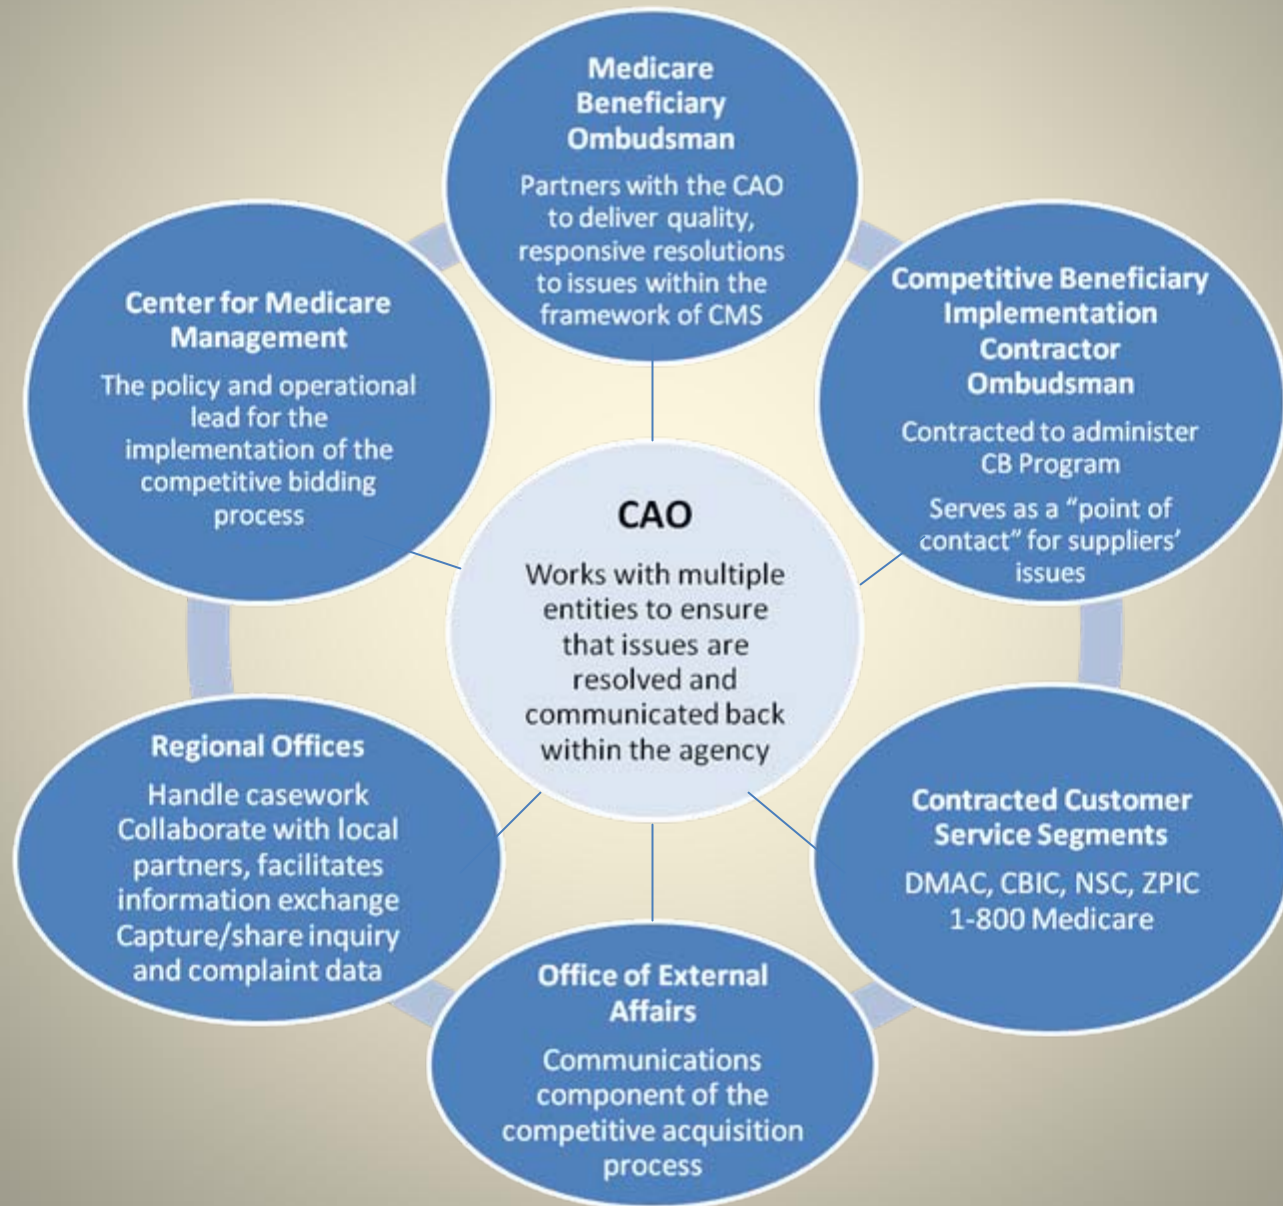 Medicare
Beneficiary
Ombudsman
Partners with the CAO
to deliver quality,
responsive resolutions
to issues within the
framework of CMS
Competitive Beneficiary
Implementation
Contractor
Ombudsman
Contracted to administer
CB Program
Serves as a “point of
contact” for suppliers’
issues
Contracted Customer
Service Segments
DMAC, CBIC, NSC, ZPIC
1-800 Medicare
Office of External
Affairs
Communications
component of the
competitive acquisition
process
Regional Offices
Handle casework
Collaborate with local
partners, facilitates
information exchange
Capture/share inquiry
and complaint data
Center for Medicare
Management
The policy and operational
lead for the
implementation of the
competitive bidding
process
CAO
Works with multiple
entities to ensure
that issues are
resolved and
communicated back
within the agency